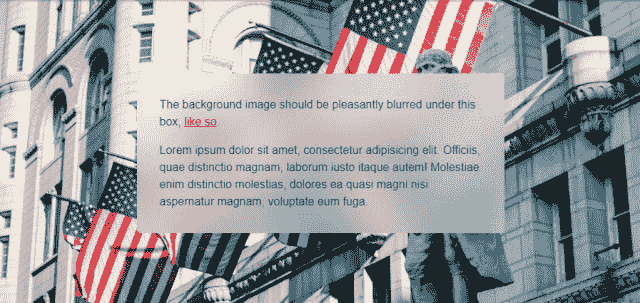 The background image should be pleasantly blurred under this
box, like so.
Lorem ipsum dolor sit amet, consectetur adipisicing elit. Officiis,
quae distinctio magnam, laborum iusto itaque autem! Molestiae
enim distinctio molestias, dolores ea quasi magni nisi
aspernatur magnam, voluptate eum fuga.